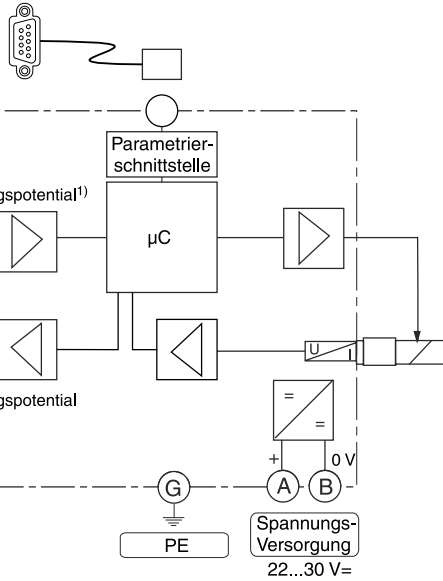 Parametrier-
schnittstelle
gspotential¹⁾
µC
U
I
gspotential
=
=
+
0 V
G
A
B
PE
Spannungs-
Versorgung
22...30 V=